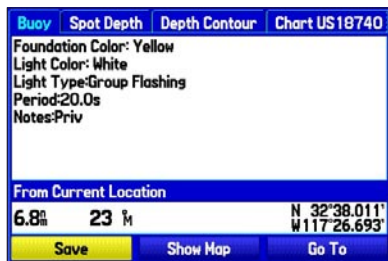 Buoy Spot Depth Depth Contour Chart US18740
Foundation Color: Yellow
Light Color: White
Light Type:Group Flashing
Period:20.0s
Notes:Priv
From Current Location
6.8nm 23°M N 32°38.011'
W117°26.693'
Save Show Map Go To